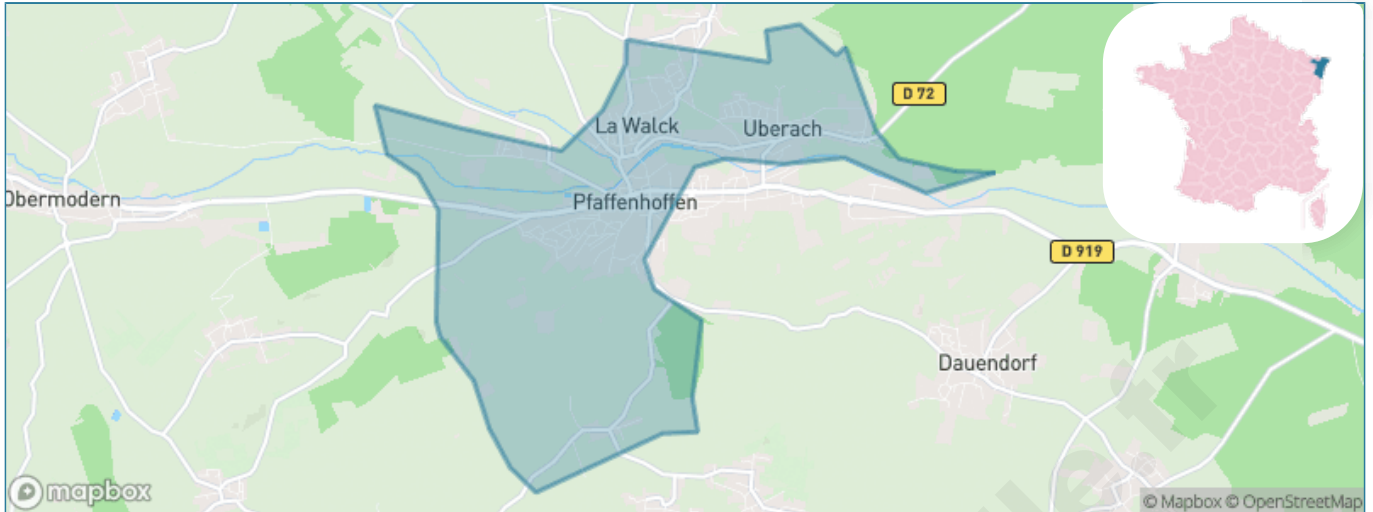 D 72
La Walck
Uberach
Obermodern
Pfaffenhoffen
D 919
Dauendorf
mapbox
© Mapbox © OpenStreetMap